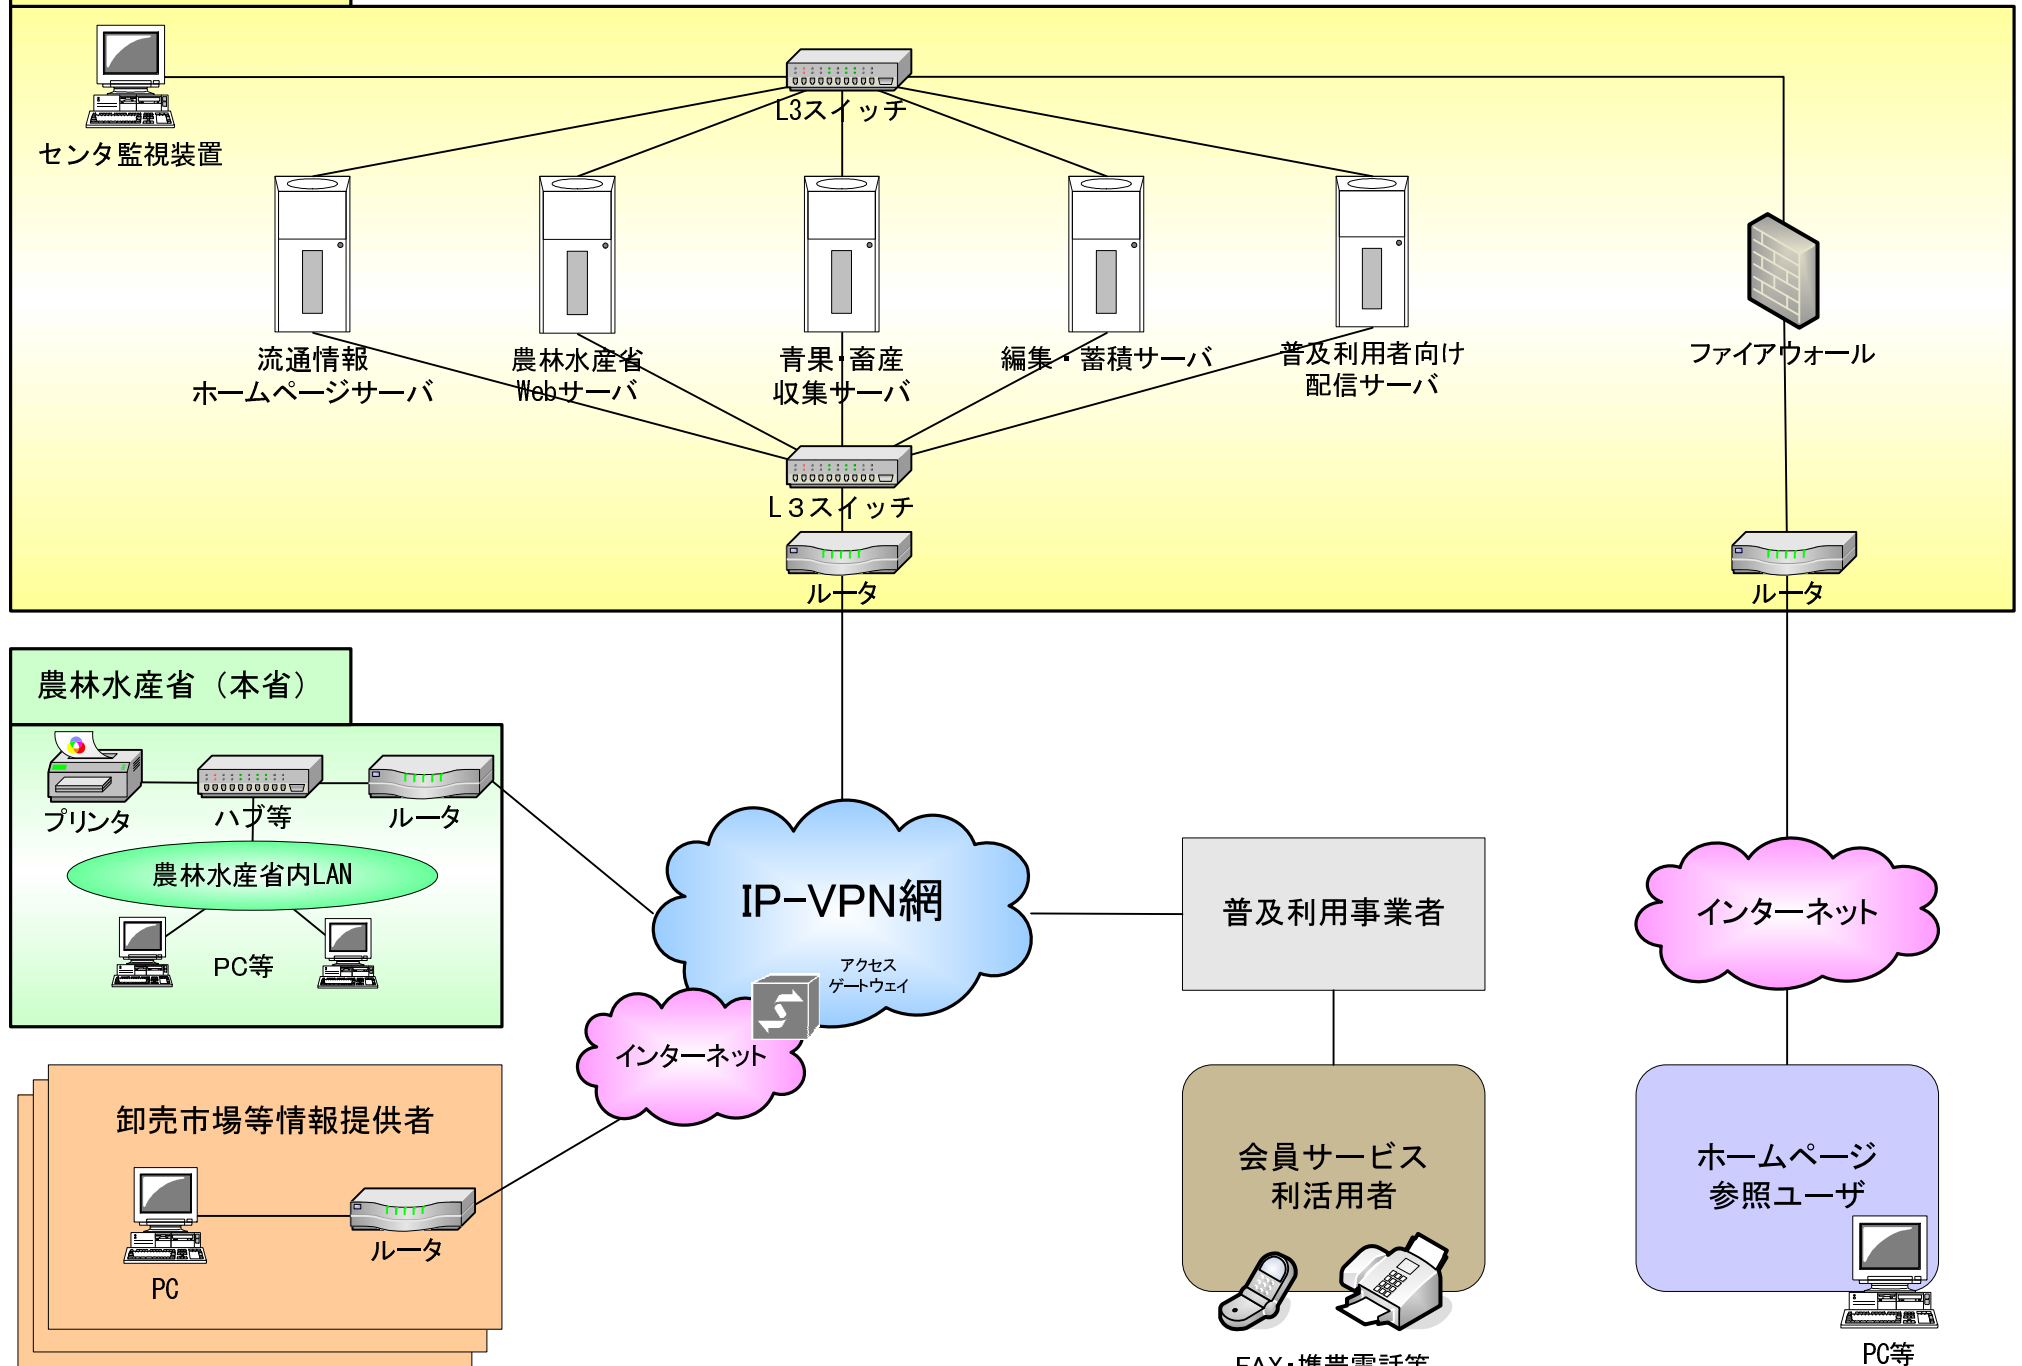 L3スイッチ
センタ監視装置
流通情報
ホームページサーバ
農林水産省
Webサーバ
青果・畜産
収集サーバ
編集・蓄積サーバ
普及利用者向け
配信サーバ
ファイアウォール
L3スイッチ
ルータ
ルータ
農林水産省（本省）
プリンタ
ハブ等
ルータ
農林水産省内LAN
PC等
IP-VPN網
アクセス
ゲートウェイ
インターネット
普及利用事業者
インターネット
卸売市場等情報提供者
PC
ルータ
会員サービス
利活用者
FAX・携帯電話等
ホームページ
参照ユーザ
PC等